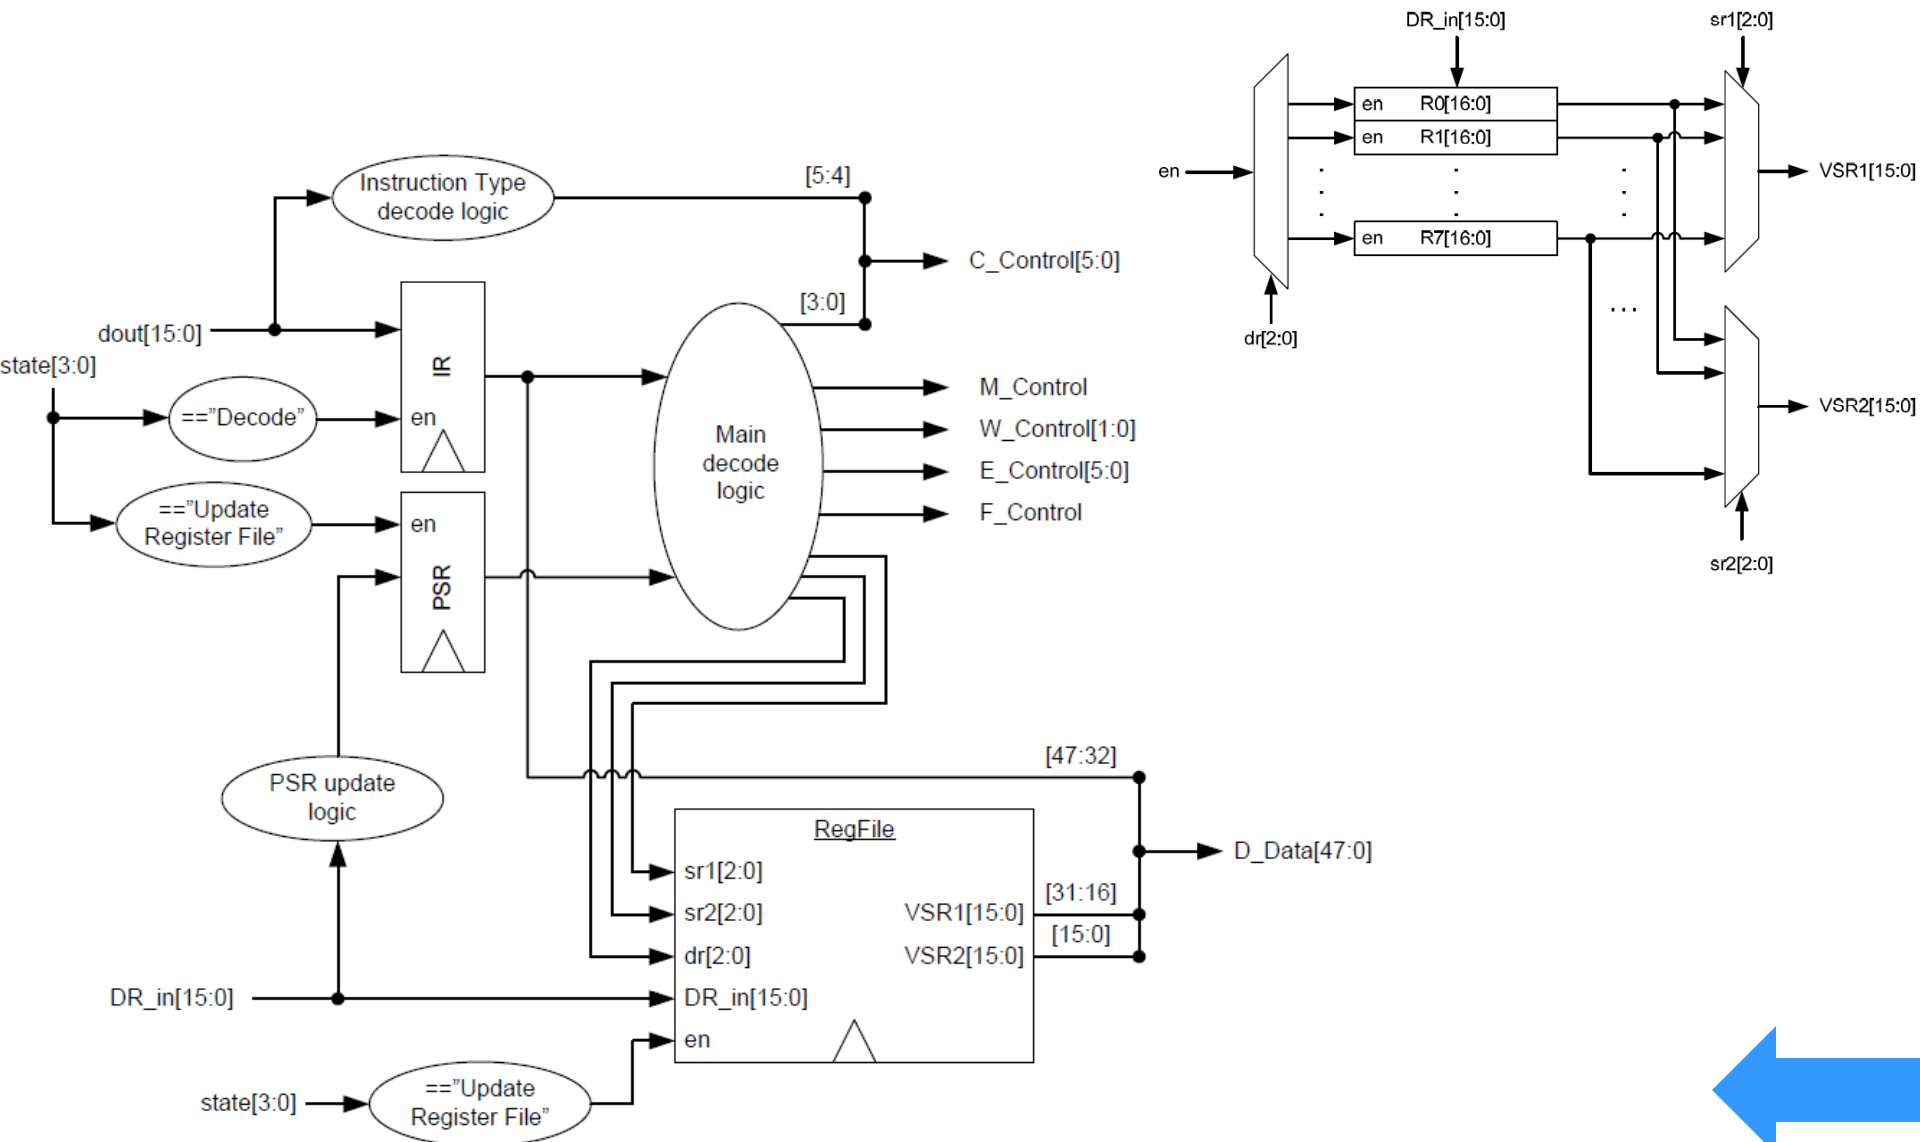 DR_in[15:0]
sr1[2:0]
en R0[16:0]
en R1[16:0]
en
VSR1[15:0]
en R7[16:0]
dr[2:0]
VSR2[15:0]
sr2[2:0]
Instruction Type
decode logic
[5:4]
C_Control[5:0]
[3:0]
dout[15:0]
state[3:0]
IR
=="Decode"
en
Main
decode
logic
M_Control
W_Control[1:0]
E_Control[5:0]
F_Control
=="Update
Register File"
en
PSR
PSR update
logic
[47:32]
RegFile
D_Data[47:0]
sr1[2:0]
[31:16]
sr2[2:0]
VSR1[15:0]
[15:0]
dr[2:0]
VSR2[15:0]
DR_in[15:0]
DR_in[15:0]
en
state[3:0]
=="Update
Register File"